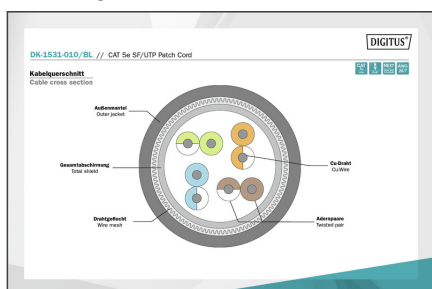 DIGITUS®
DK-1531-010/BL // CAT 5e SF/UTP Patch Cord
Kabelquerschnitt
Cable cross section
Außenmantel
Outer jacket
Gesamtabschirmung
Total shield
Drahtgeflecht
Wire mesh
Cu-Draht
Cu-Wire
Adernpaare
Twisted pair